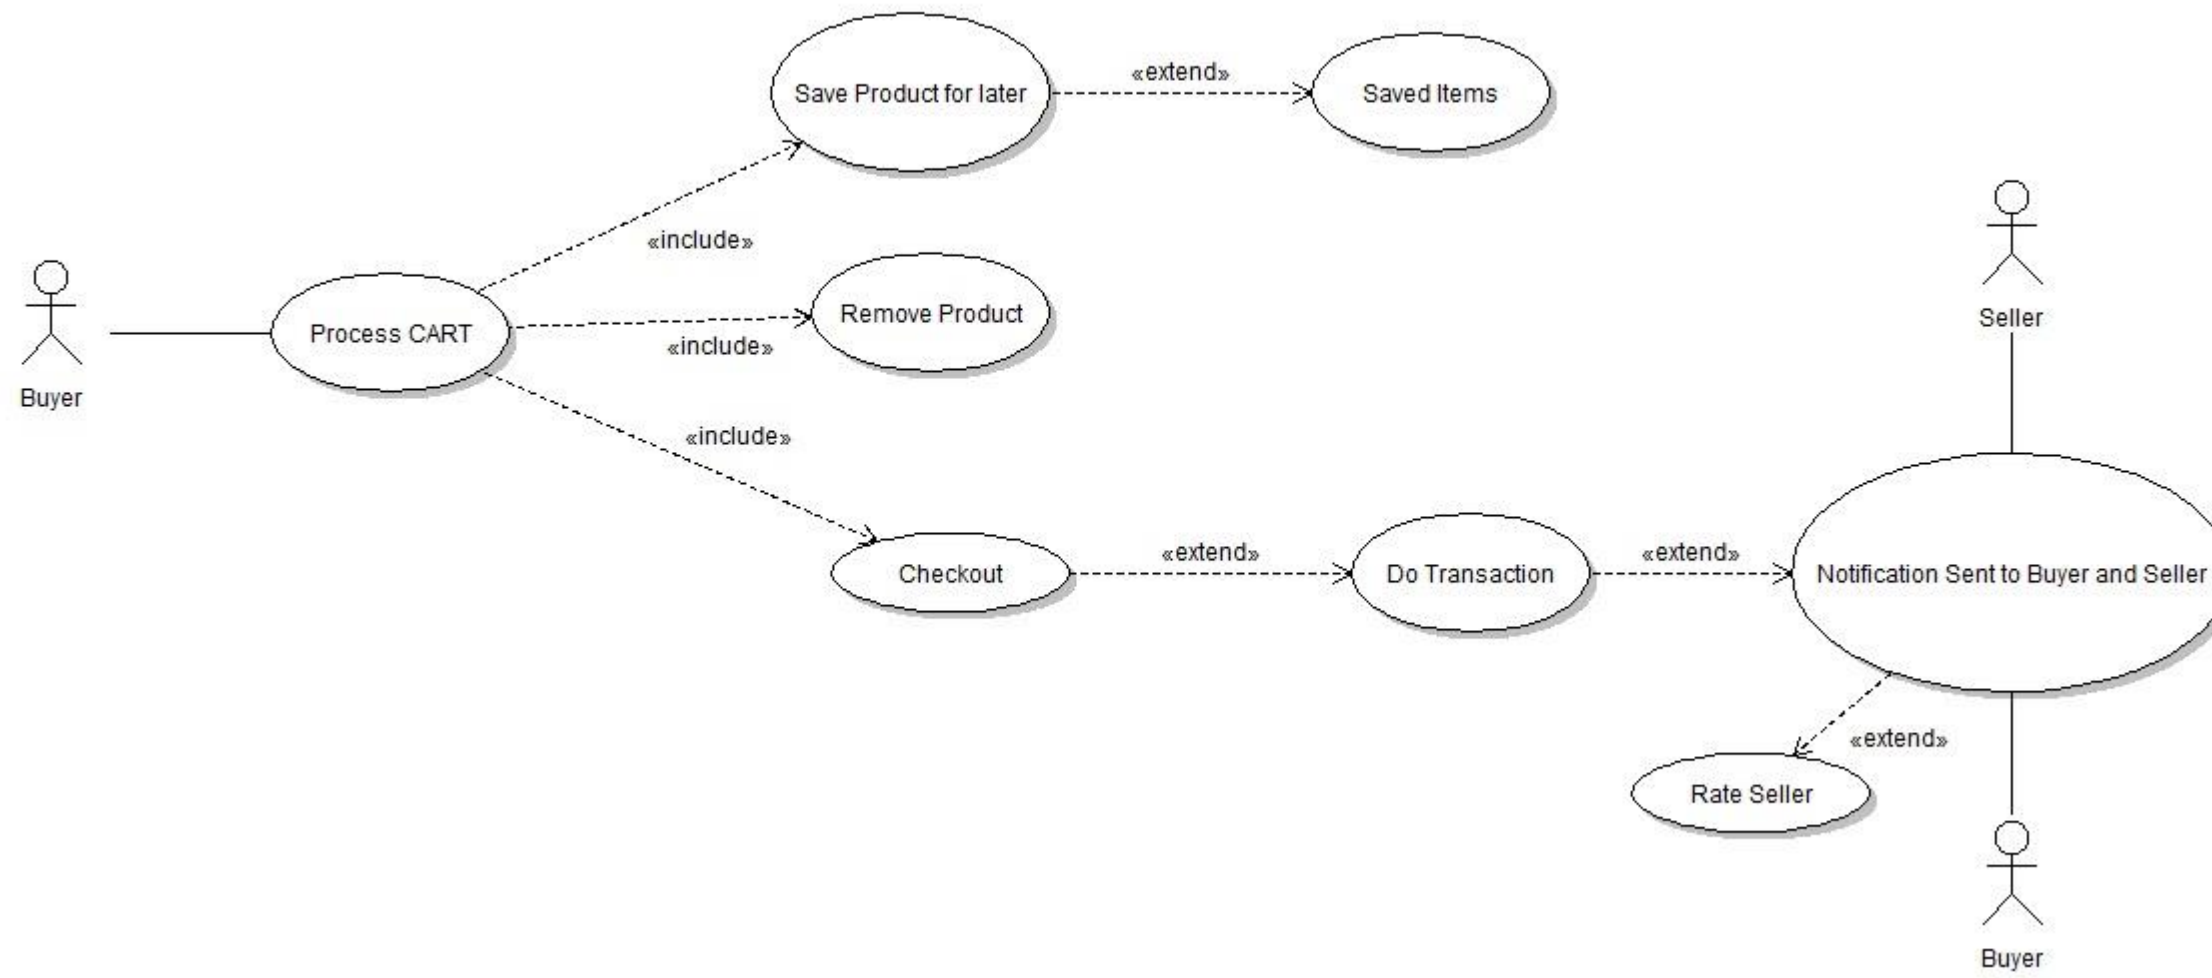 Save Product for later
«extend»
Saved Items
«include»
Buyer
Process CART
«include»
Remove Product
Seller
«include»
Checkout
«extend»
Do Transaction
«extend»
Notification Sent to Buyer and Seller
«extend»
Rate Seller
Buyer